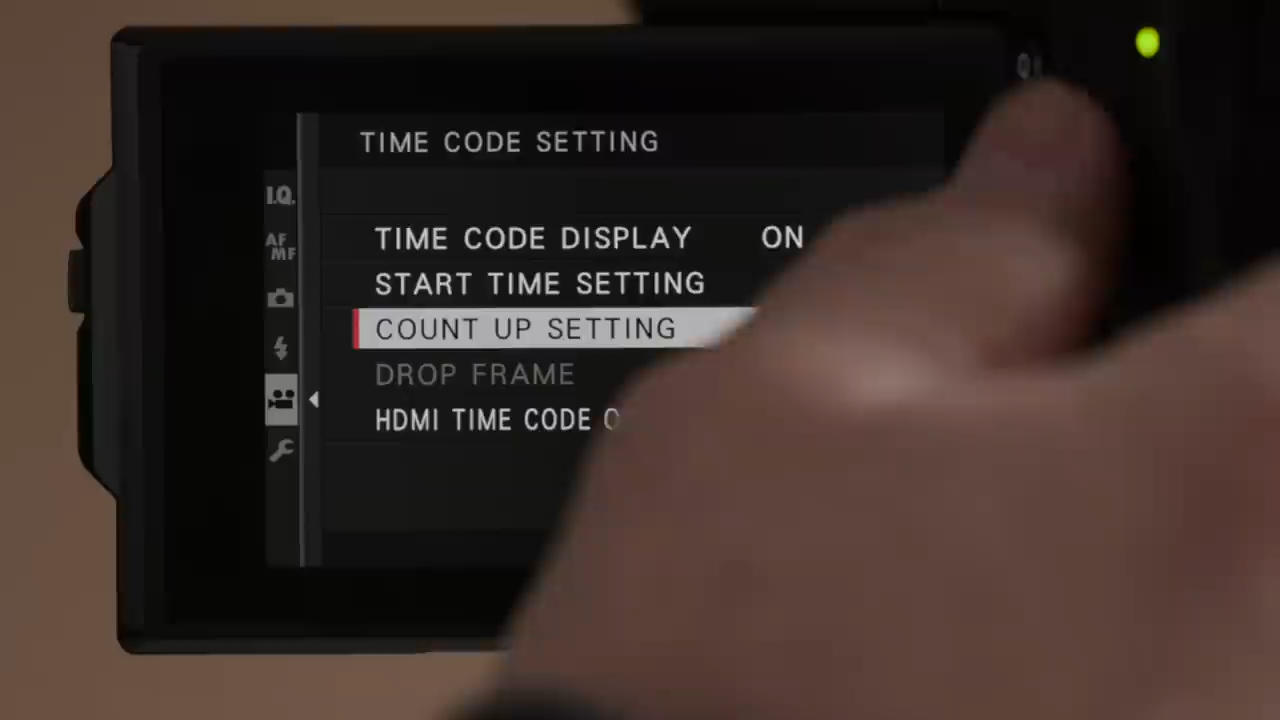 TIME CODE SETTING
I.Q.
AF
MF
TIME CODE DISPLAY ON
START TIME SETTING
COUNT UP SETTING
DROP FRAME
HDMI TIME CODE